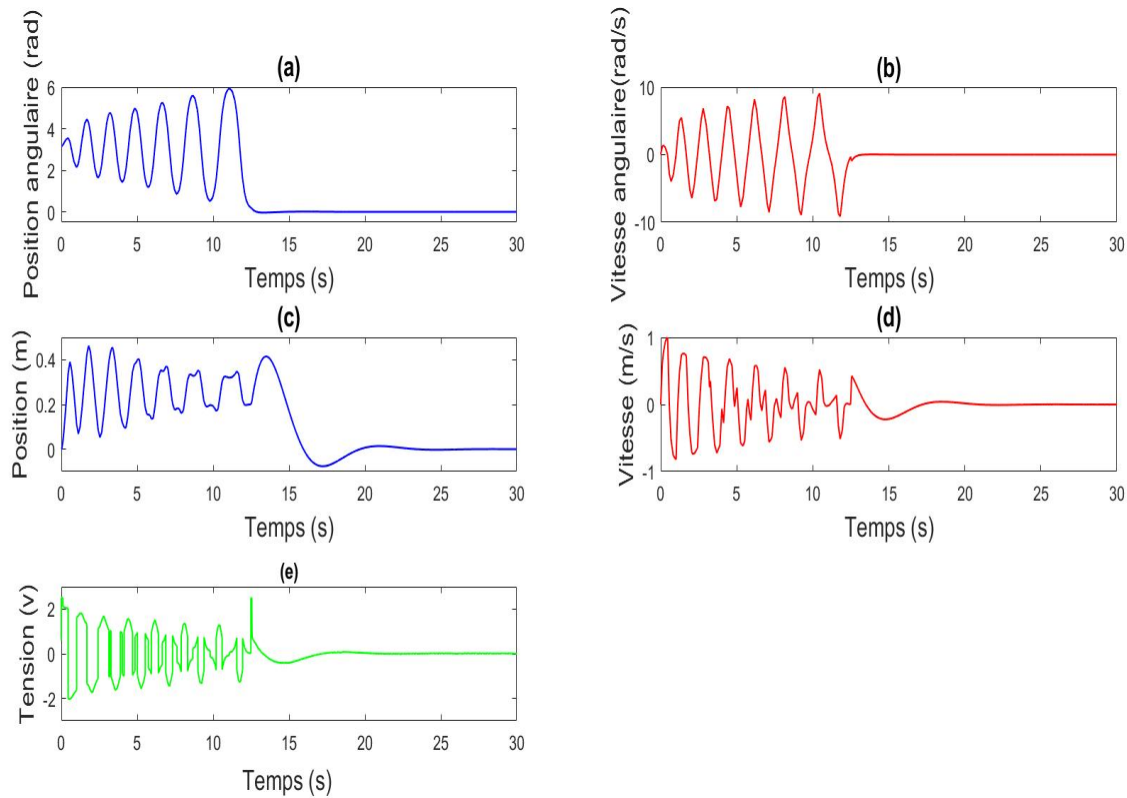 (a)
Position angulaire (rad)
6
4
2
0
0 5 10 15 20 25 30
Temps (s)
(b)
Vitesse angulaire(rad/s)
10
0
-10
0 5 10 15 20 25 30
Temps (s)
(c)
Position (m)
0.4
0.2
0
0 5 10 15 20 25 30
Temps (s)
(d)
Vitesse (m/s)
1
0
-1
0 5 10 15 20 25 30
Temps (s)
(e)
Tension (v)
2
0
-2
0 5 10 15 20 25 30
Temps (s)